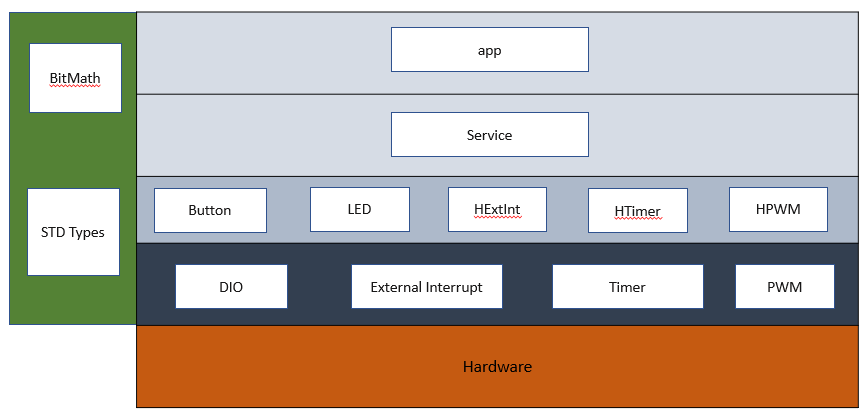 app
BitMath
Service
Button
LED
HExtInt
HTimer
HPWM
STD Types
DIO
External Interrupt
Timer
PWM
Hardware